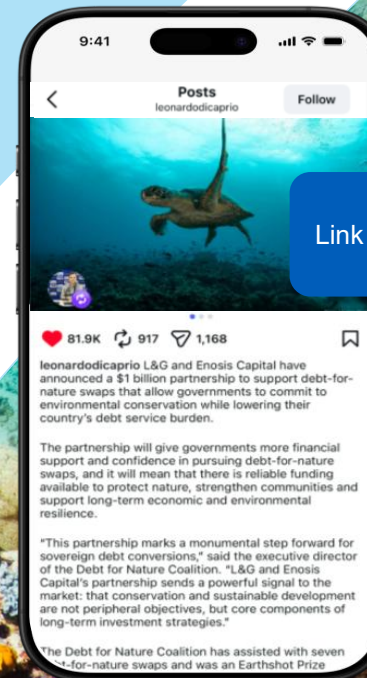 9:41
Posts
leonardodicaprio
Follow
Link
81.9K 917 1,168
leonardodicaprio L&G and Enosis Capital have
announced a $1 billion partnership to support debt-for-
nature swaps that allow governments to commit to
environmental conservation while lowering their
country's debt service burden.
The partnership will give governments more financial
support and confidence in pursuing debt-for-nature
swaps, and it will mean that there is reliable funding
available to protect nature, strengthen communities and
support long-term economic and environmental
resilience.
"This partnership marks a monumental step forward for
sovereign debt conversions," said the executive director
of the Debt for Nature Coalition. "L&G and Enosis
Capital's partnership sends a powerful signal to the
market: that conservation and sustainable development
are not peripheral objectives, but core components of
long-term investment strategies."
The Debt for Nature Coalition has assisted with seven
-for-nature swaps and was an Earthshot Prize